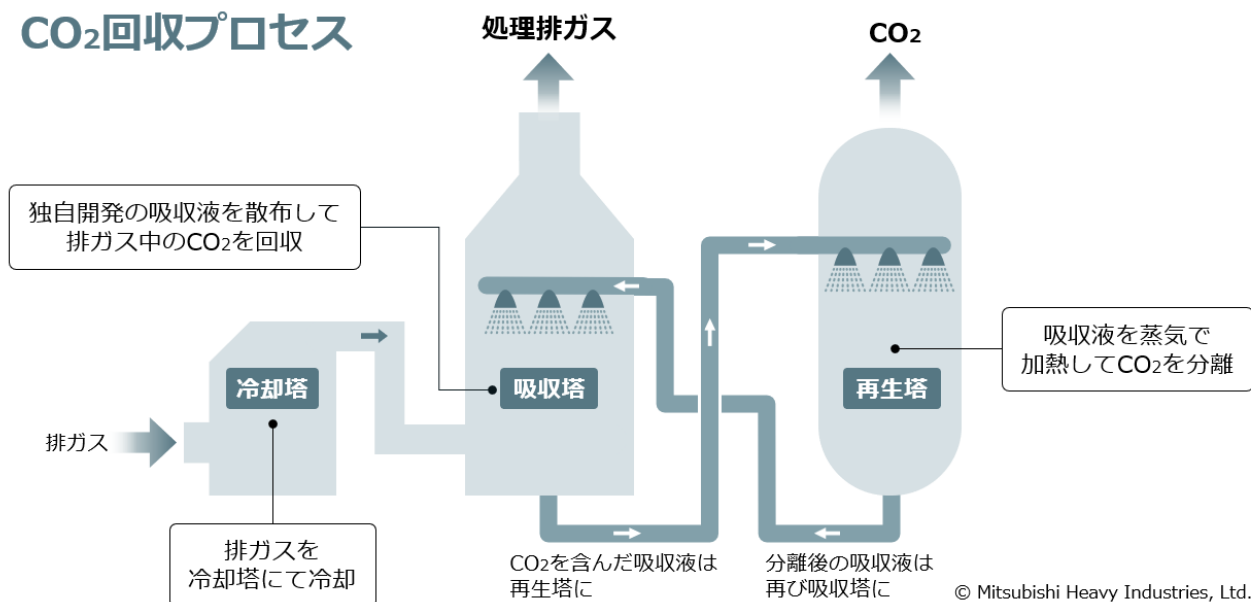 CO₂回収プロセス
処理排ガス
CO₂
独自開発の吸収液を散布して
排ガス中のCO₂を回収
吸収液を蒸気で
加熱してCO₂を分離
冷却塔
吸収塔
再生塔
排ガス
排ガスを
冷却塔にて冷却
CO₂を含んだ吸収液は
再生塔に
分離後の吸収液は
再び吸収塔に
© Mitsubishi Heavy Industries, Ltd.